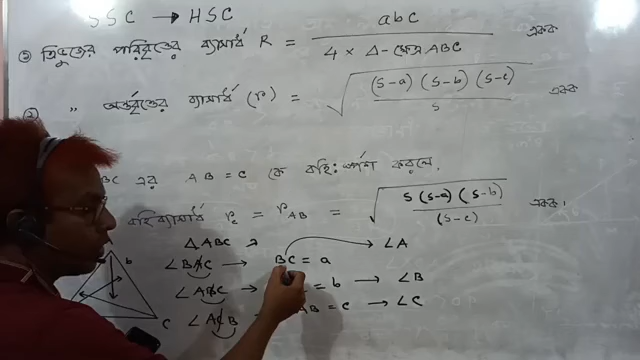 SSC → HSC
① ত্রিভুজের পরিবৃত্তের ব্যাসার্ধ R = abc / 4 × Δ-ক্ষেত্র ABC একক
② " অন্তর্বৃত্তের ব্যাসার্ধ (r) = √((s-a)(s-b)(s-c) / s) একক
BC এর AB = c কে বহিঃস্পর্শ করলে,
বহিঃব্যাসার্ধ r_c = r_AB = √(s(s-a)(s-b) / (s-c)) একক।
ΔABC →
∠BAC → BC = a → ∠A
∠ABC → = b → ∠B
∠ACB AB = c → ∠C
b
C